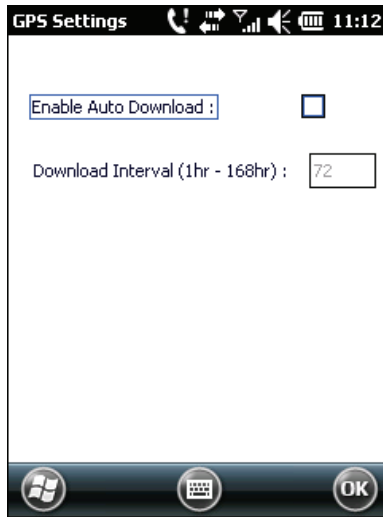 GPS Settings 11:12
Enable Auto Download :
Download Interval (1hr - 168hr) : 72
OK